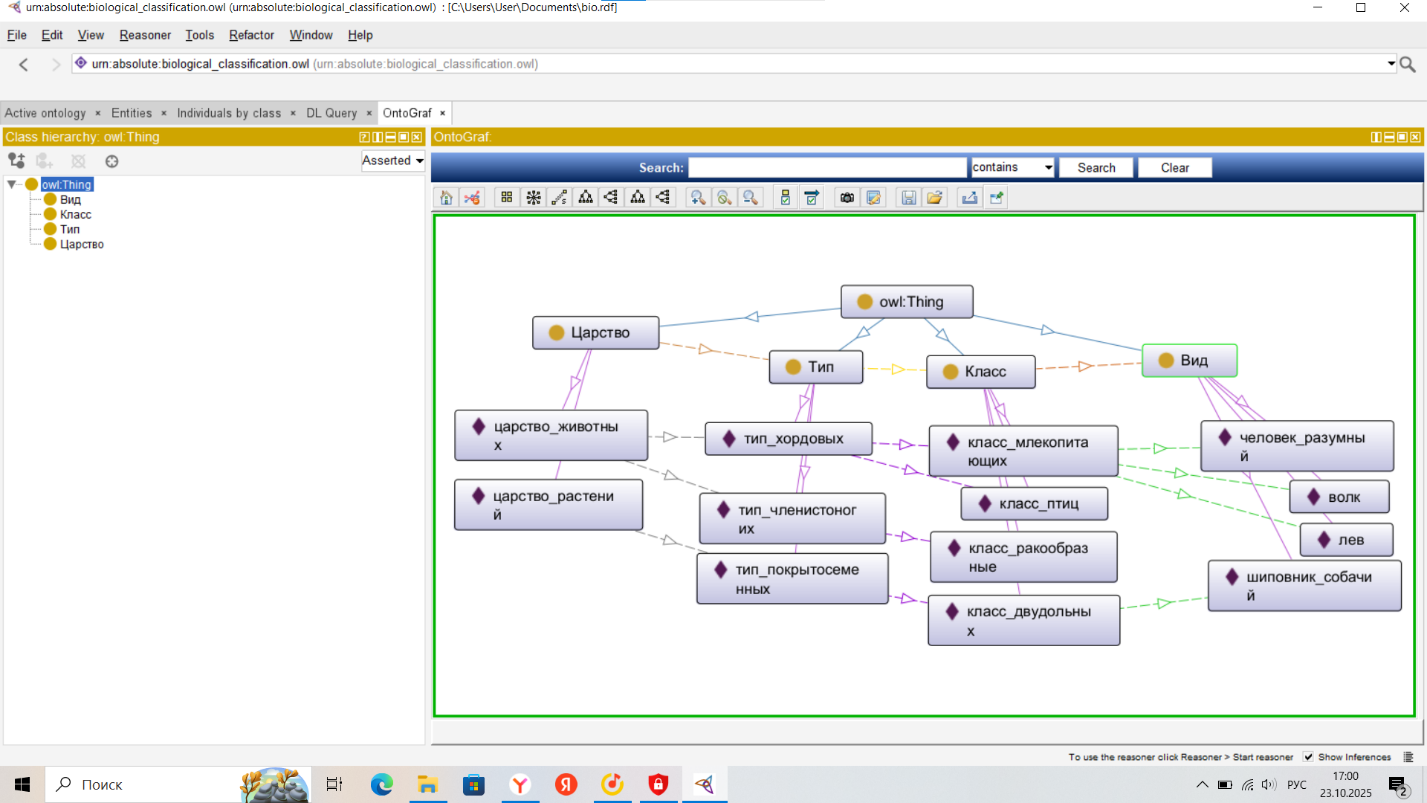 urn:absolute:biological_classification.owl (urn:absolute:biological_classification.owl) : [C:\Users\User\Documents\bio.rdf]
File Edit View Reasoner Tools Refactor Window Help
urn:absolute:biological_classification.owl (urn:absolute:biological_classification.owl)
Active ontology × Entities × Individuals by class × DL Query × OntoGraf ×
Class hierarchy: owl:Thing
OntoGraf:
Asserted
Search: contains Search Clear
owl:Thing
Вид
Класс
Тип
Царство
owl:Thing
Царство
Тип
Класс
Вид
царство_животны
х
тип_хордовых
класс_млекопита
ющих
человек_разумны
й
царство_растени
й
тип_членистоног
их
класс_птиц
волк
класс_ракообраз
ные
лев
тип_покрытосеме
нных
класс_двудольны
х
шиповник_собачи
й
To use the reasoner click Reasoner > Start reasoner Show Inferences
Поиск
РУС
17:00
23.10.2025
2